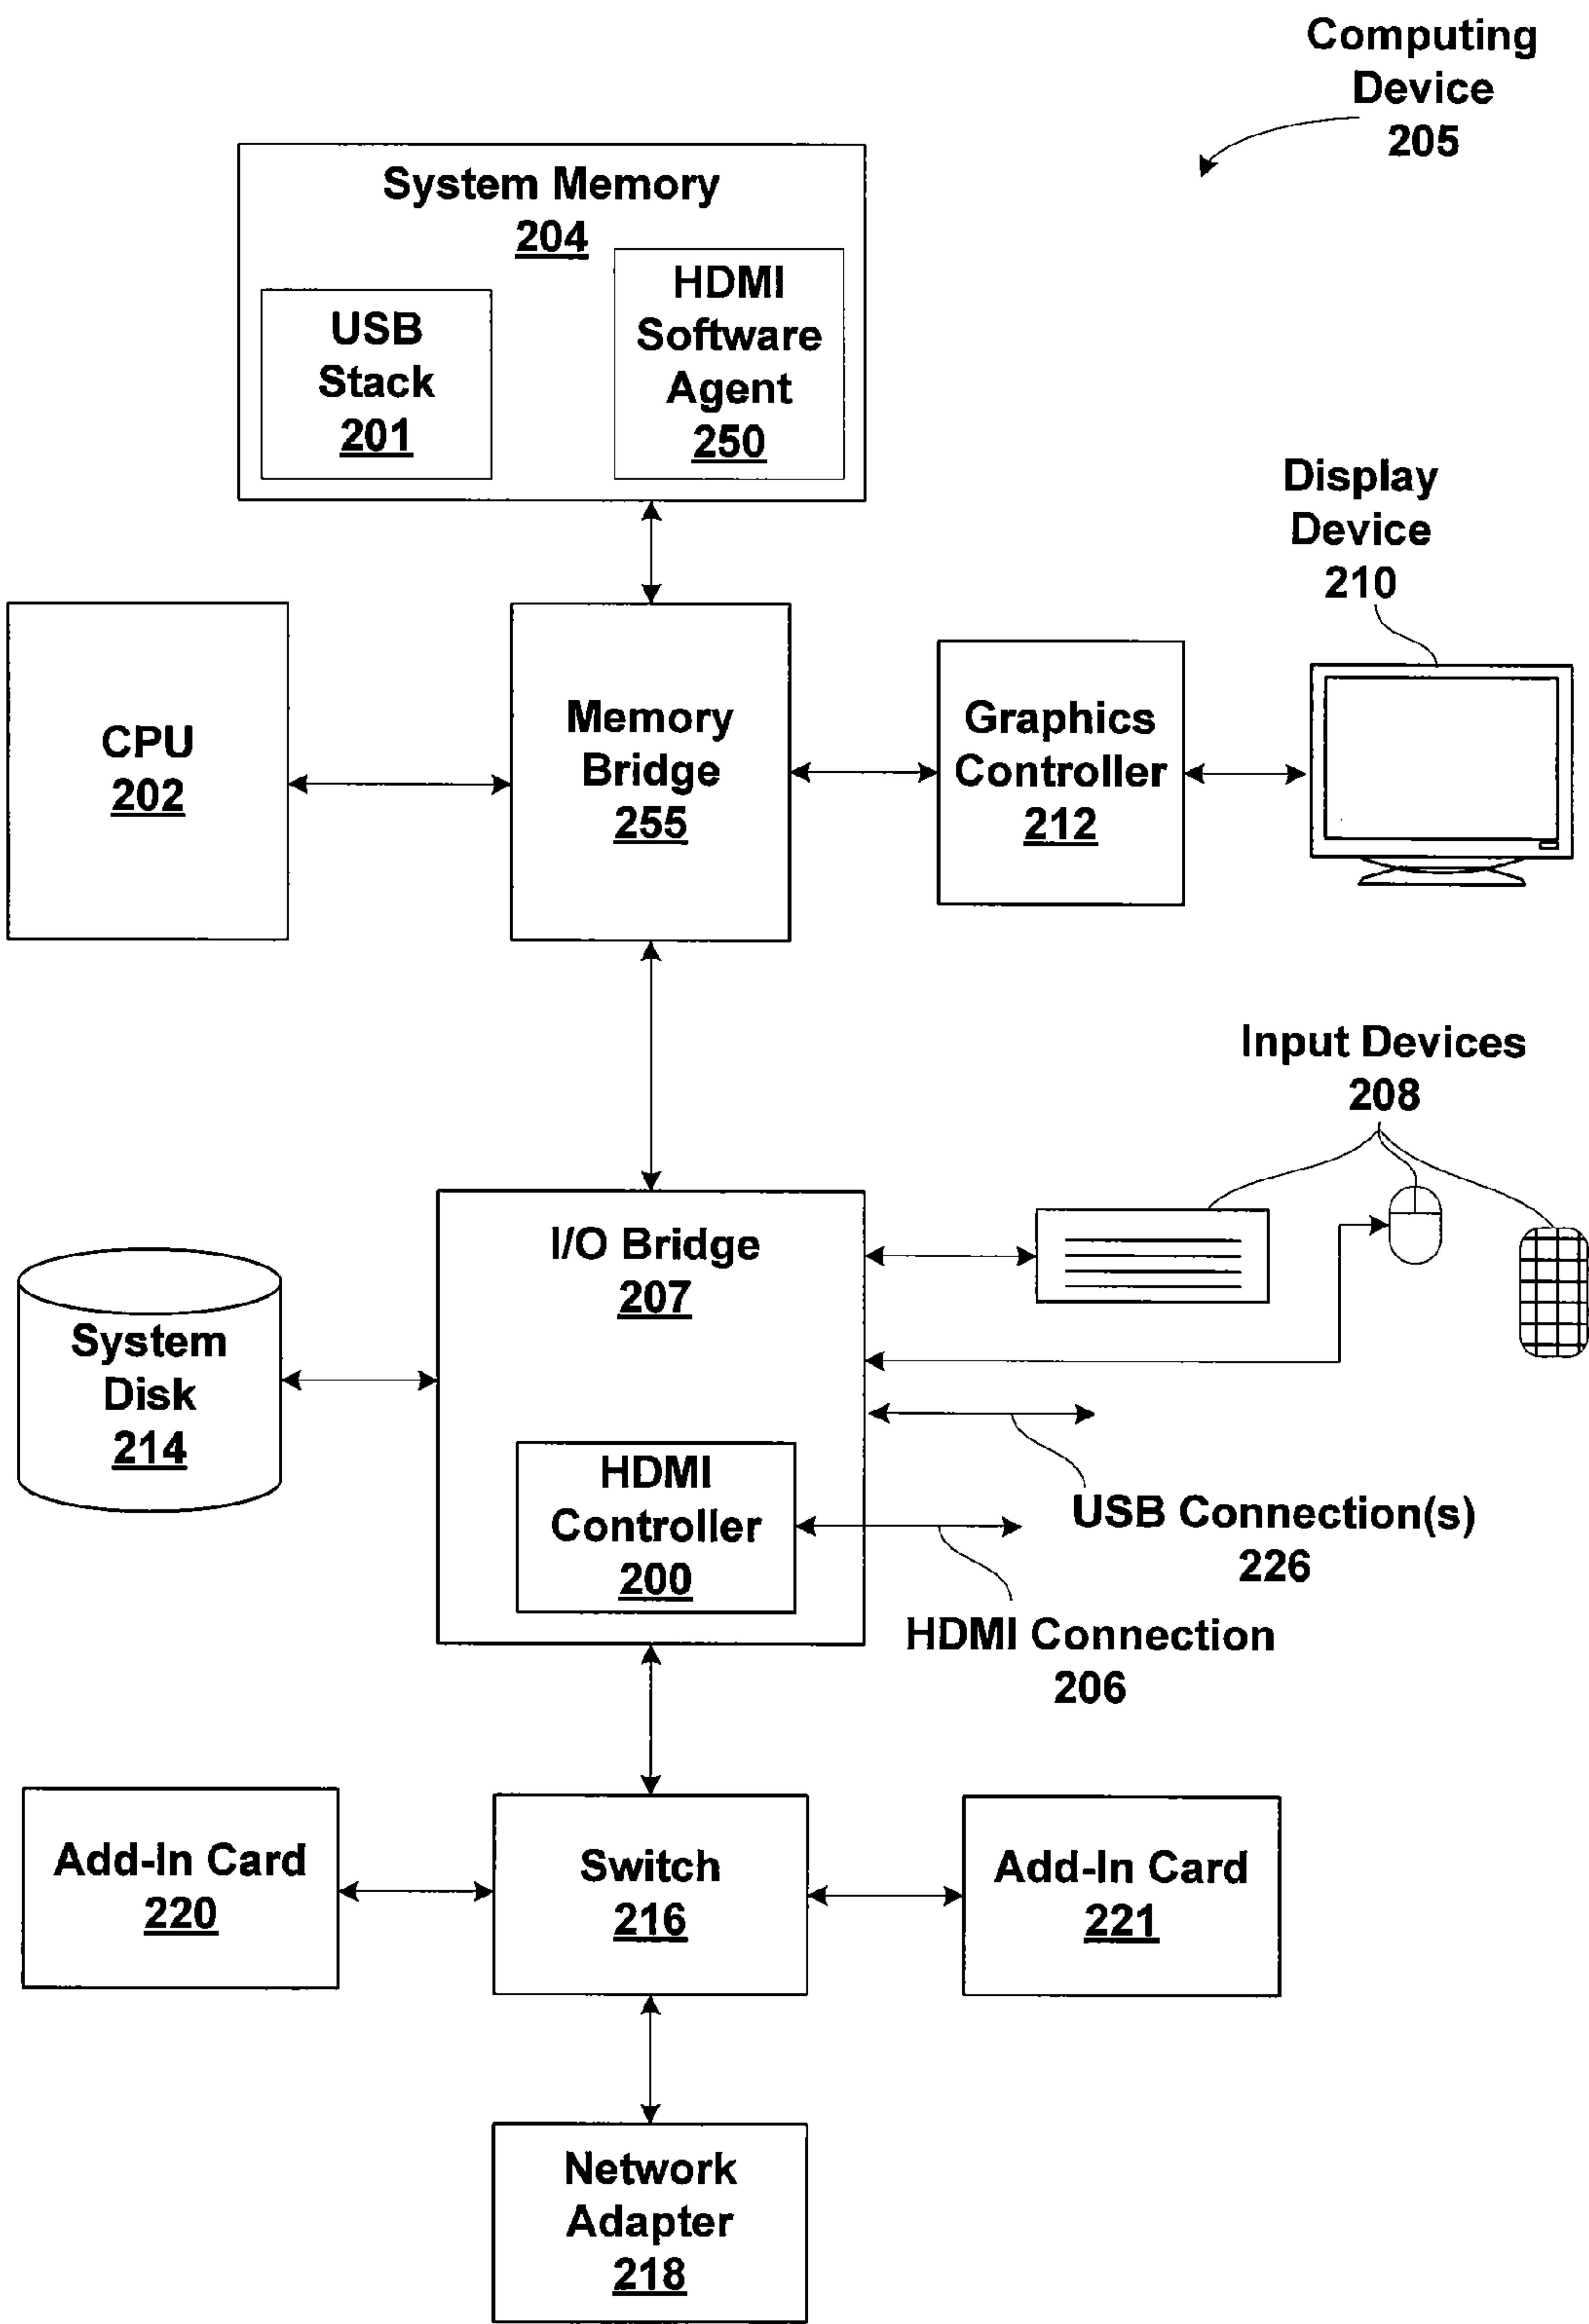 Computing
Device
205
System Memory
204
USB
Stack
201
HDMI
Software
Agent
250
Display
Device
210
CPU
202
Memory
Bridge
255
Graphics
Controller
212
Input Devices
208
I/O Bridge
207
System
Disk
214
HDMI
Controller
200
USB Connection(s)
226
HDMI Connection
206
Add-In Card
220
Switch
216
Add-In Card
221
Network
Adapter
218